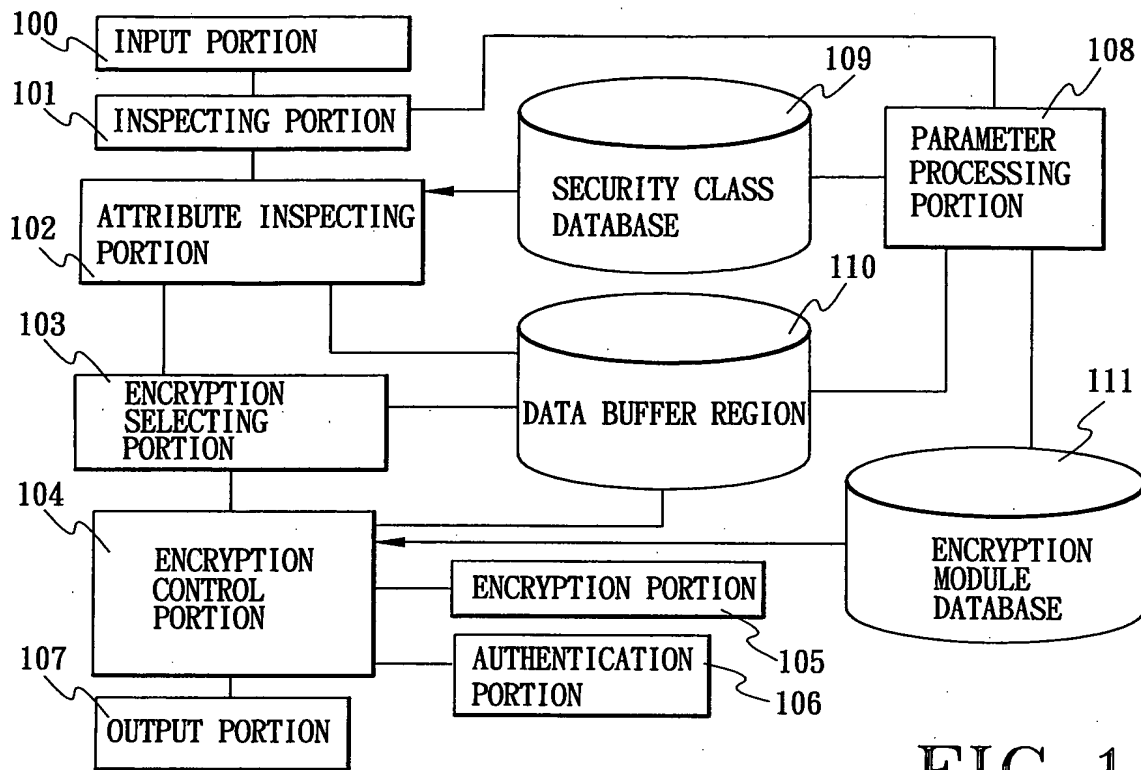 100
INPUT PORTION
101
INSPECTING PORTION
102
ATTRIBUTE INSPECTING
PORTION
109
SECURITY CLASS
DATABASE
108
PARAMETER
PROCESSING
PORTION
103
ENCRYPTION
SELECTING
PORTION
110
DATA BUFFER REGION
111
ENCRYPTION
MODULE
DATABASE
104
ENCRYPTION
CONTROL
PORTION
ENCRYPTION PORTION
105
AUTHENTICATION
PORTION
106
107
OUTPUT PORTION
FIG. 1